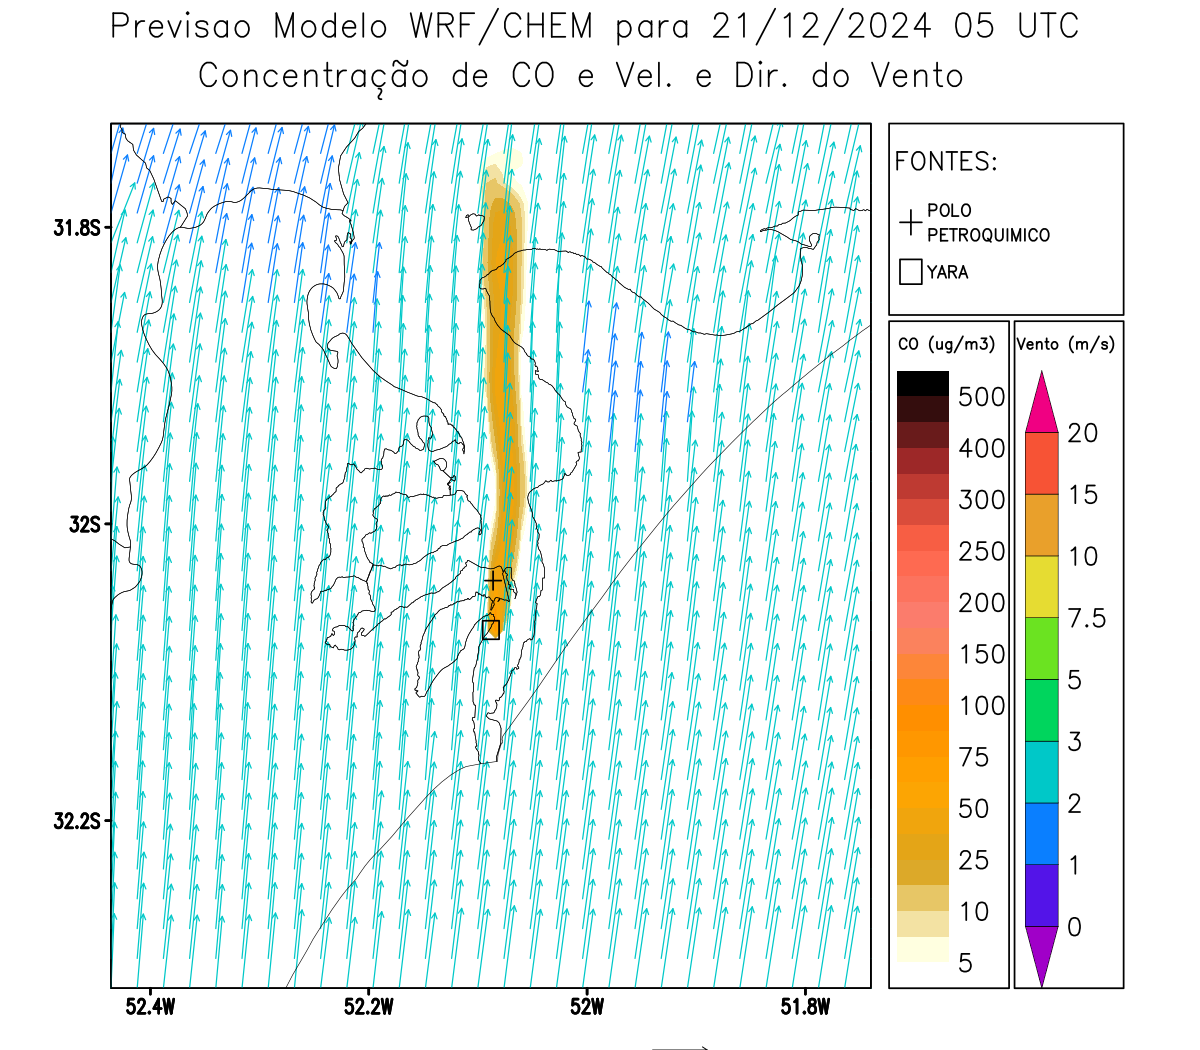 Previsao Modelo WRF/CHEM para 21/12/2024 05 UTC
Concentração de CO e Vel. e Dir. do Vento
FONTES:
POLO
PETROQUIMICO
YARA
CO (ug/m3)
500
400
300
250
200
150
100
75
50
25
10
5
Vento (m/s)
20
15
10
7.5
5
3
2
1
0
31.8S
32S
32.2S
52.4W
52.2W
52W
51.8W